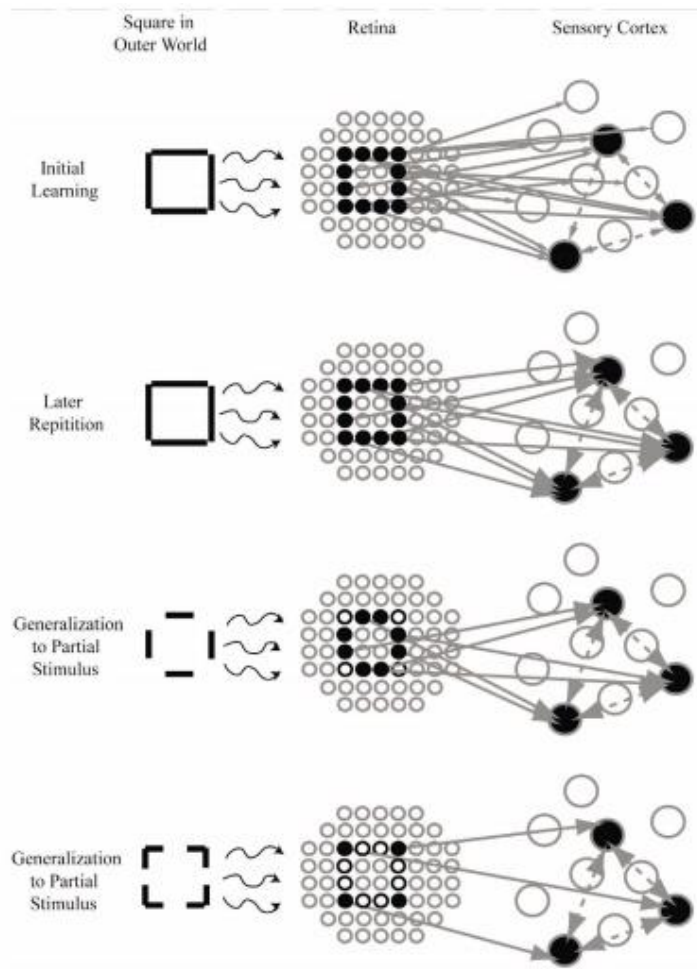 Square in
Outer World
Retina
Sensory Cortex
Initial
Learning
Later
Repitition
Generalization
to Partial
Stimulus
Generalization
to Partial
Stimulus